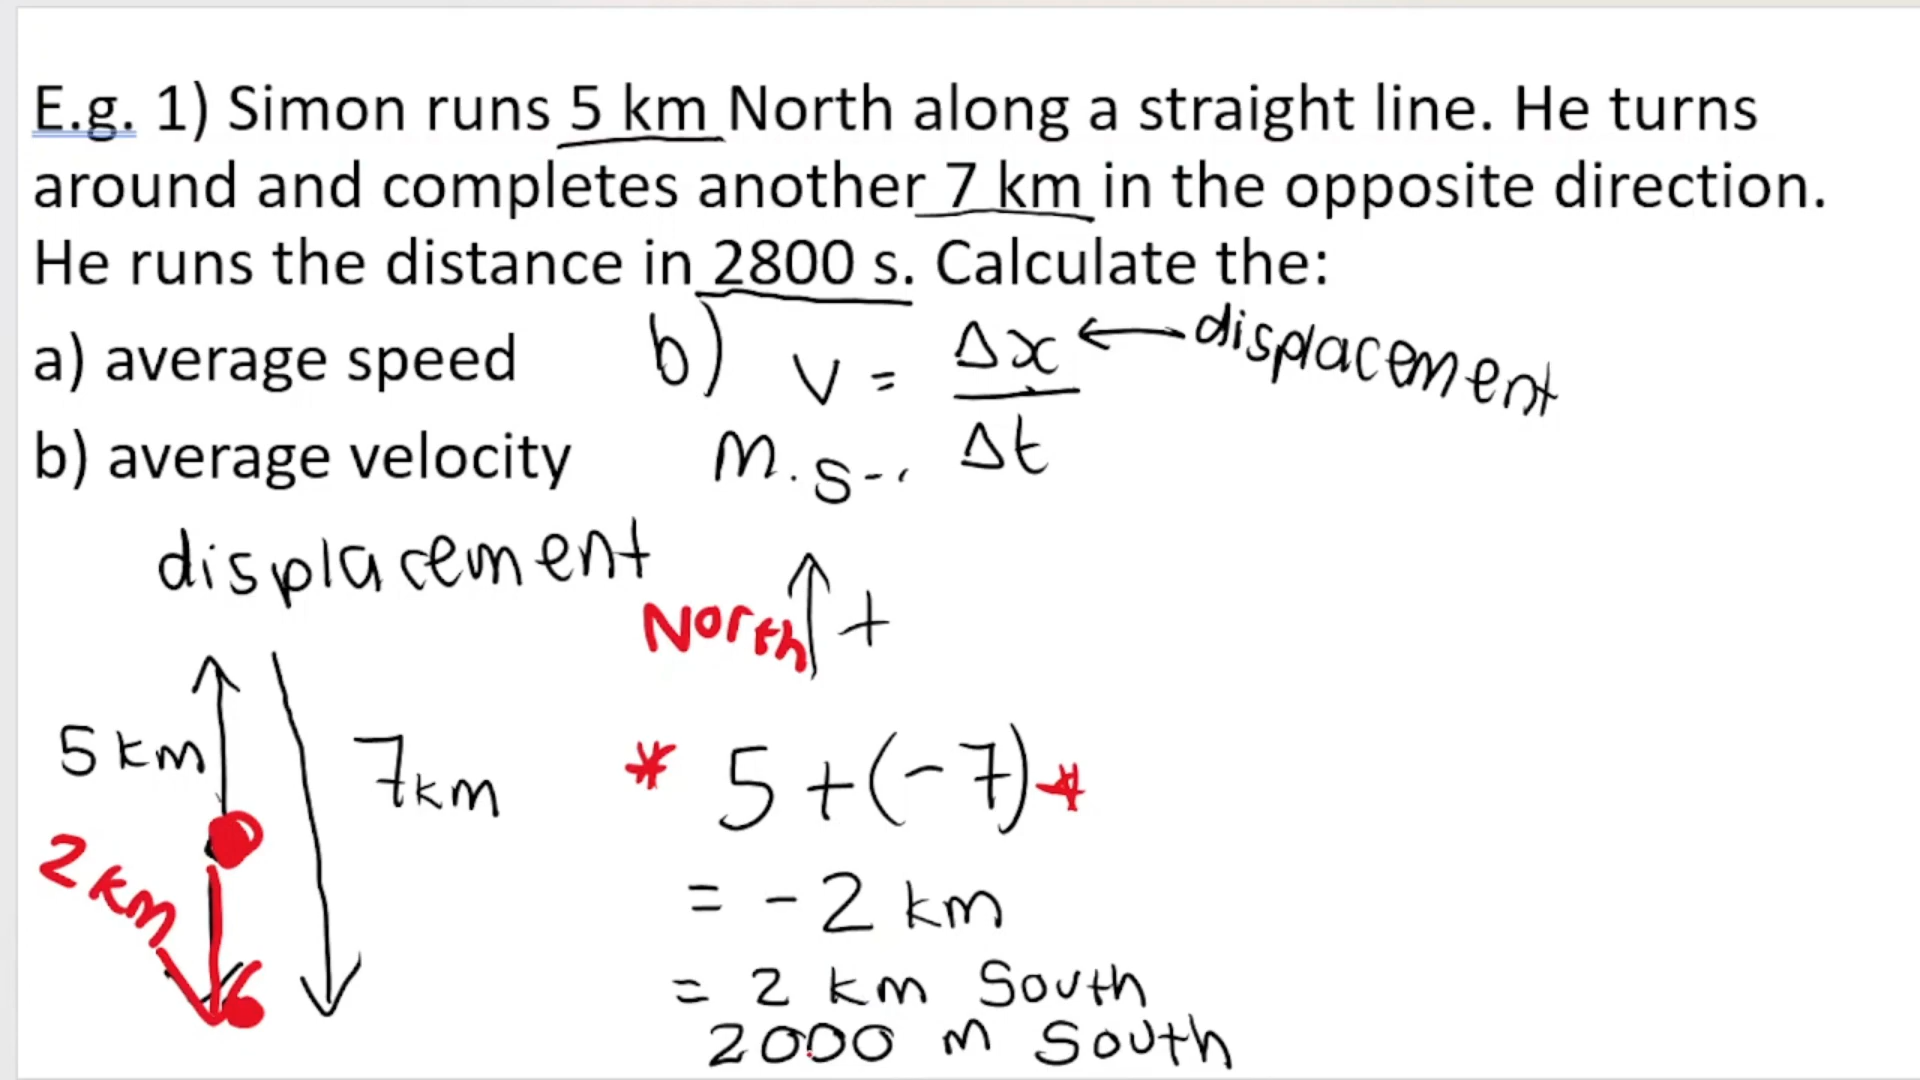 E.g. 1) Simon runs 5 km North along a straight line. He turns
around and completes another 7 km in the opposite direction.
He runs the distance in 2800 s. Calculate the:
a) average speed
b) average velocity
b) v = Δx / Δt ← displacement
m.s-1
displacement
North ↑ +
5 km
7 km
2 km
* 5 + (-7) *
= -2 km
= 2 km South
2000 m South